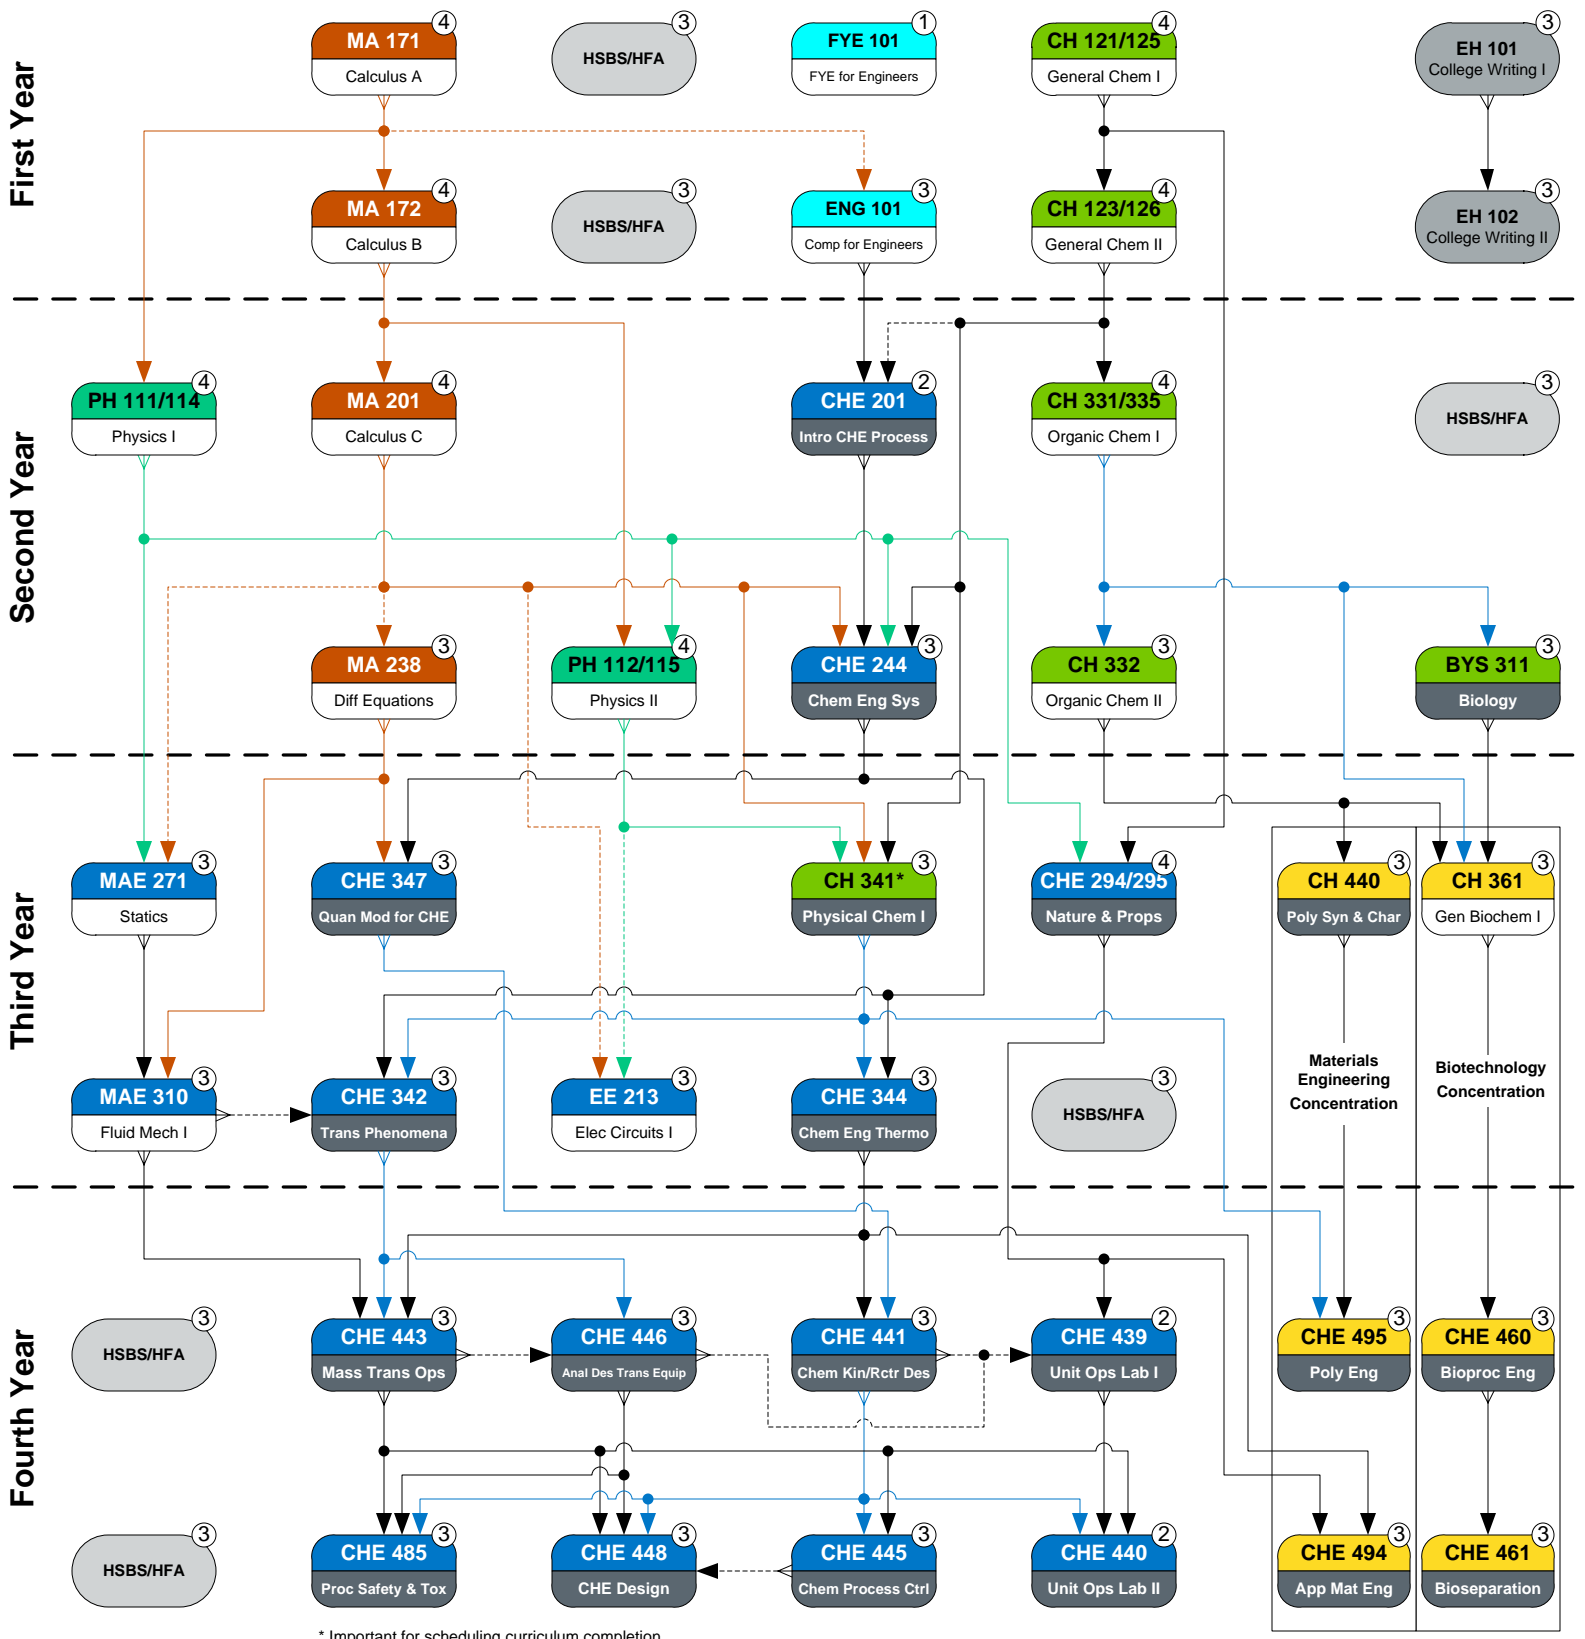 First Year
4
MA 171
Calculus A
3
HSBS/HFA
1
FYE 101
FYE for Engineers
4
CH 121/125
General Chem I
3
EH 101
College Writing I
4
MA 172
Calculus B
3
HSBS/HFA
3
ENG 101
Comp for Engineers
4
CH 123/126
General Chem II
3
EH 102
College Writing II
Second Year
4
PH 111/114
Physics I
4
MA 201
Calculus C
2
CHE 201
Intro CHE Process
4
CH 331/335
Organic Chem I
3
HSBS/HFA
3
MA 238
Diff Equations
4
PH 112/115
Physics II
3
CHE 244
Chem Eng Sys
3
CH 332
Organic Chem II
3
BYS 311
Biology
Third Year
3
MAE 271
Statics
3
CHE 347
Quan Mod for CHE
3
CH 341*
Physical Chem I
4
CHE 294/295
Nature & Props
3
CH 440
Poly Syn & Char
3
CH 361
Gen Biochem I
Materials
Engineering
Concentration
Biotechnology
Concentration
3
MAE 310
Fluid Mech I
3
CHE 342
Trans Phenomena
3
EE 213
Elec Circuits I
3
CHE 344
Chem Eng Thermo
3
HSBS/HFA
Fourth Year
3
HSBS/HFA
3
CHE 443
Mass Trans Ops
3
CHE 446
Anal Des Trans Equip
3
CHE 441
Chem Kin/Rctr Des
2
CHE 439
Unit Ops Lab I
3
CHE 495
Poly Eng
3
CHE 460
Bioproc Eng
3
HSBS/HFA
3
CHE 485
Proc Safety & Tox
3
CHE 448
CHE Design
3
CHE 445
Chem Process Ctrl
2
CHE 440
Unit Ops Lab II
3
CHE 494
App Mat Eng
3
CHE 461
Bioseparation
* Important for scheduling curriculum completion